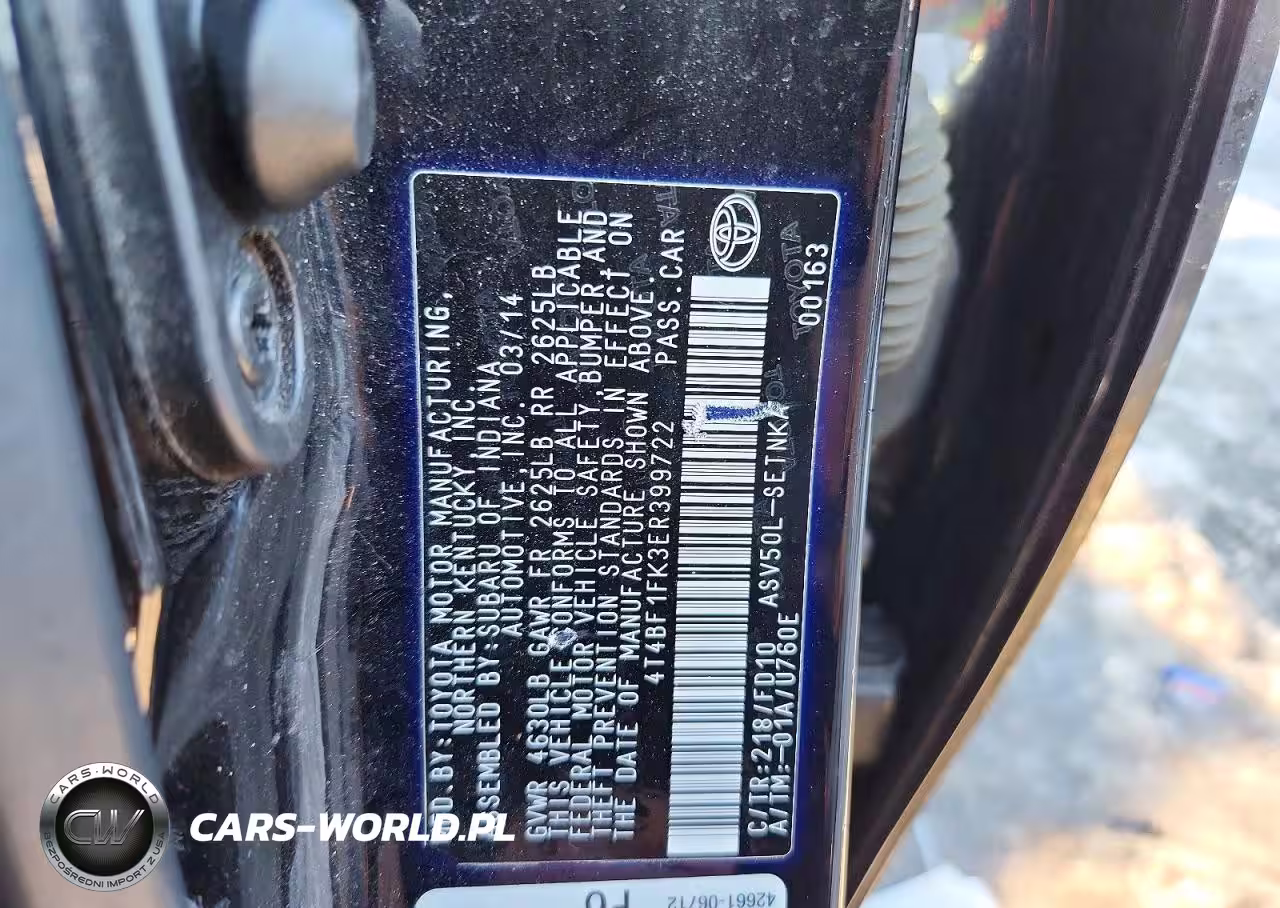 MFD.BY:TOYOTA MOTOR MANUFACTURING,
NORTHERN KENTUCKY INC.
ASSEMBLED BY:SUBARU OF INDIANA
AUTOMOTIVE,INC. 03/14
GVWR 4630LB GAWR FR 2625LB RR 2625LB
THIS VEHICLE CONFORMS TO ALL APPLICABLE
FEDERAL MOTOR VEHICLE SAFETY,BUMPER,AND
THEFT PREVENTION STANDARDS IN EFFECT ON
THE DATE OF MANUFACTURE SHOWN ABOVE.
4T4BF1FK3ER399722 PASS.CAR
C/TR:218/FD10 ASV50L-SETNKA
A/TM:-01A/U760E
00163
TOYOTA
42661-06712
CARS-WORLD
CW
BEZPOŚREDNI IMPORT Z USA
CARS-WORLD.PL